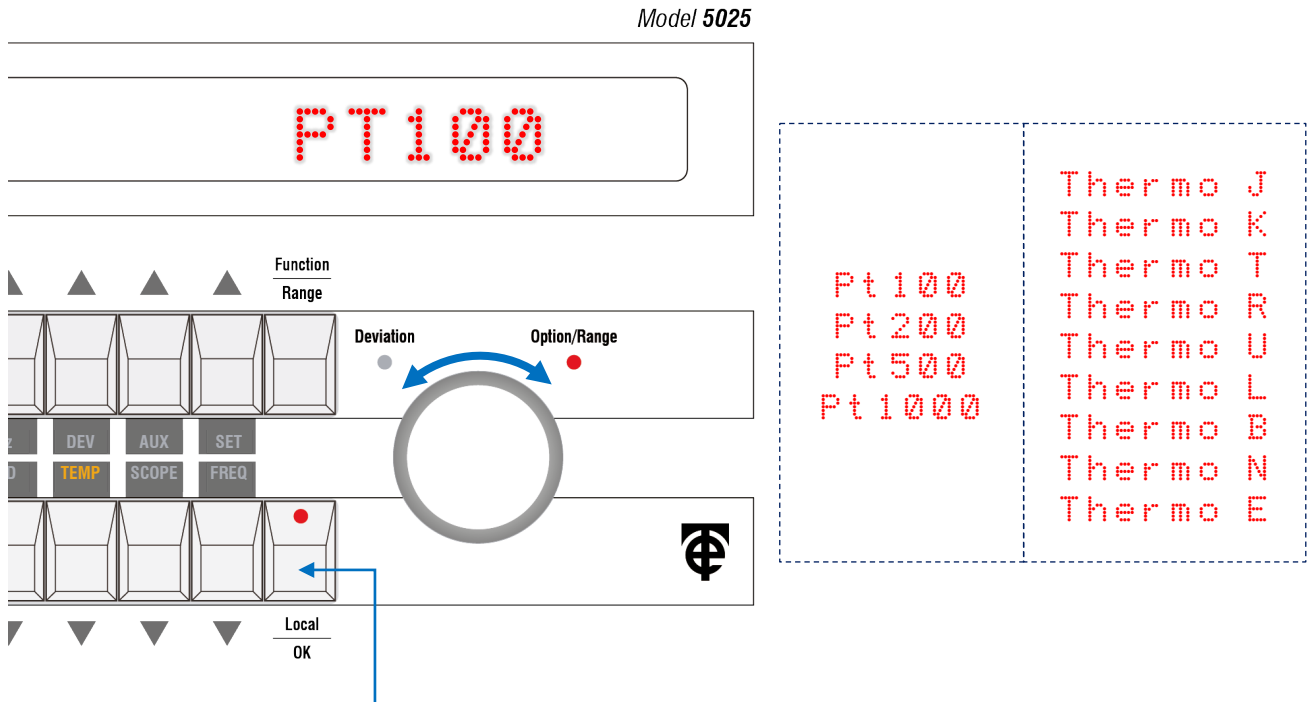 Model 5025
PT100
Function
Range
Deviation
Option/Range
z DEV AUX SET
TEMP SCOPE FREQ
Local
OK
Pt100
Pt200
Pt500
Pt1000
Thermo J
Thermo K
Thermo T
Thermo R
Thermo U
Thermo L
Thermo B
Thermo N
Thermo E